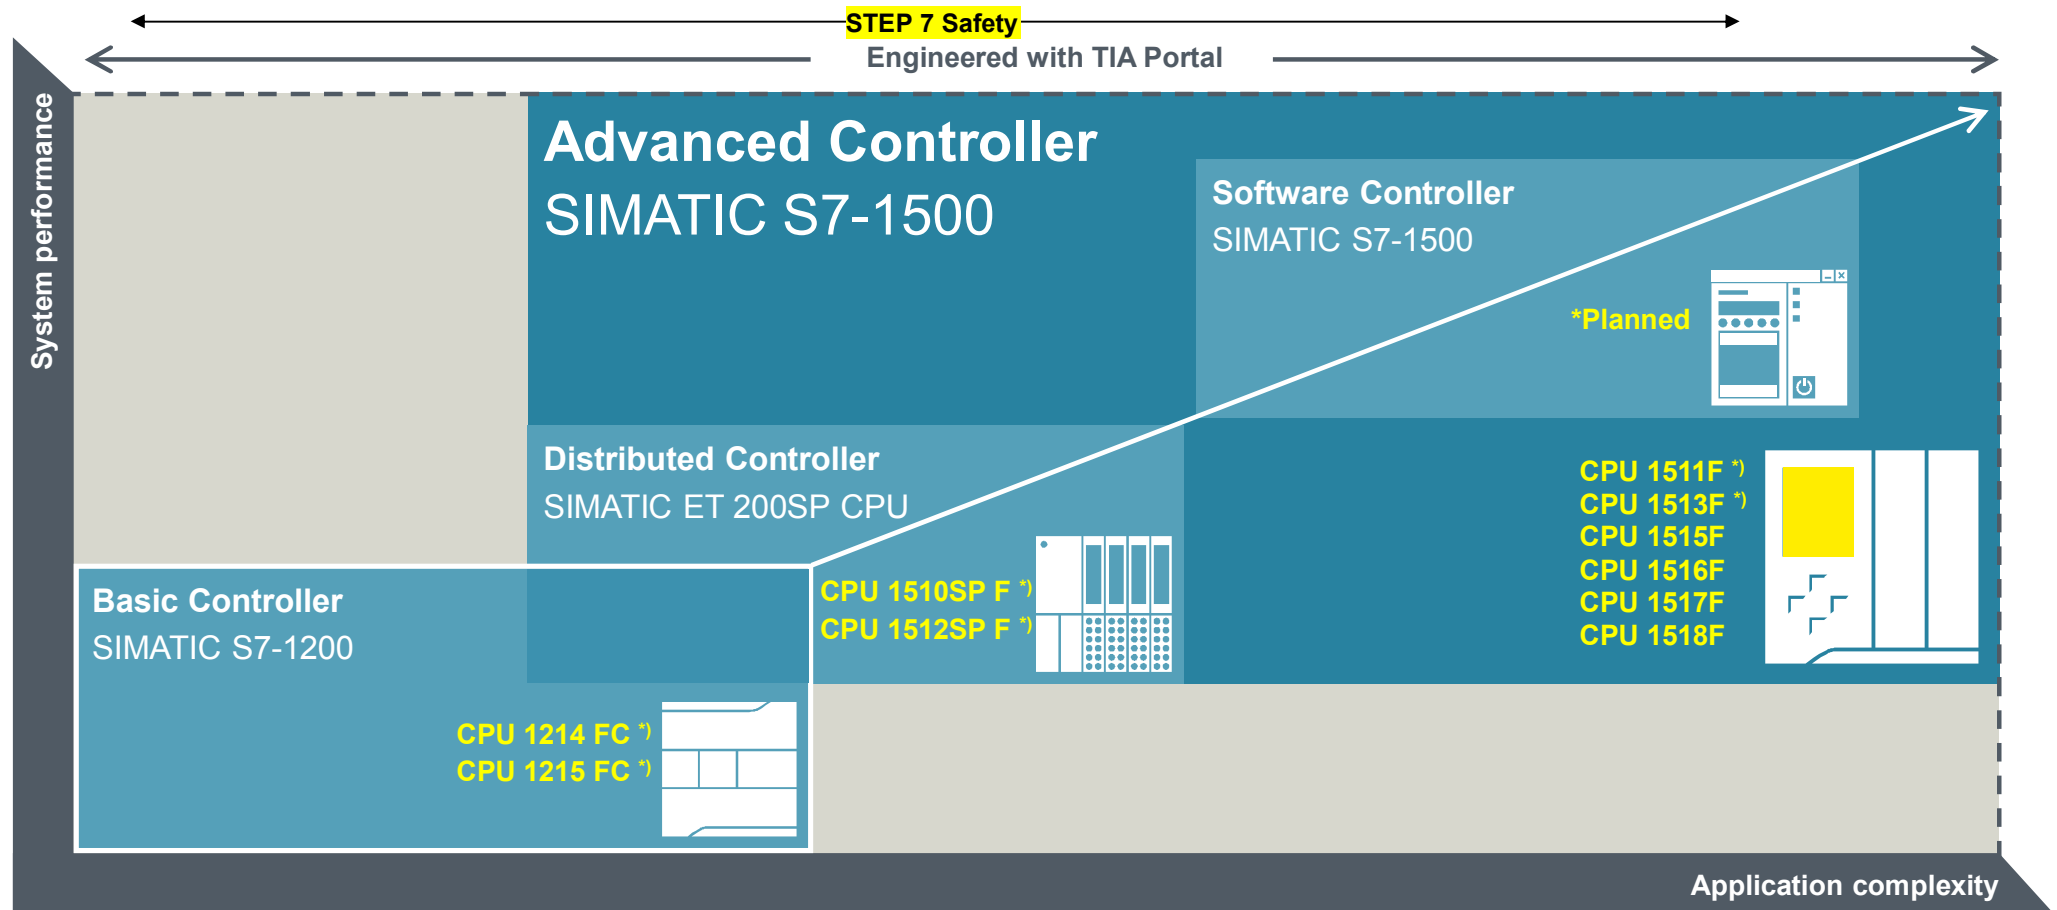 STEP 7 Safety
Engineered with TIA Portal
System performance
Advanced Controller
SIMATIC S7-1500
Software Controller
SIMATIC S7-1500
*Planned
Distributed Controller
SIMATIC ET 200SP CPU
CPU 1510SP F *)
CPU 1512SP F *)
CPU 1511F *)
CPU 1513F *)
CPU 1515F
CPU 1516F
CPU 1517F
CPU 1518F
Basic Controller
SIMATIC S7-1200
CPU 1214 FC *)
CPU 1215 FC *)
Application complexity